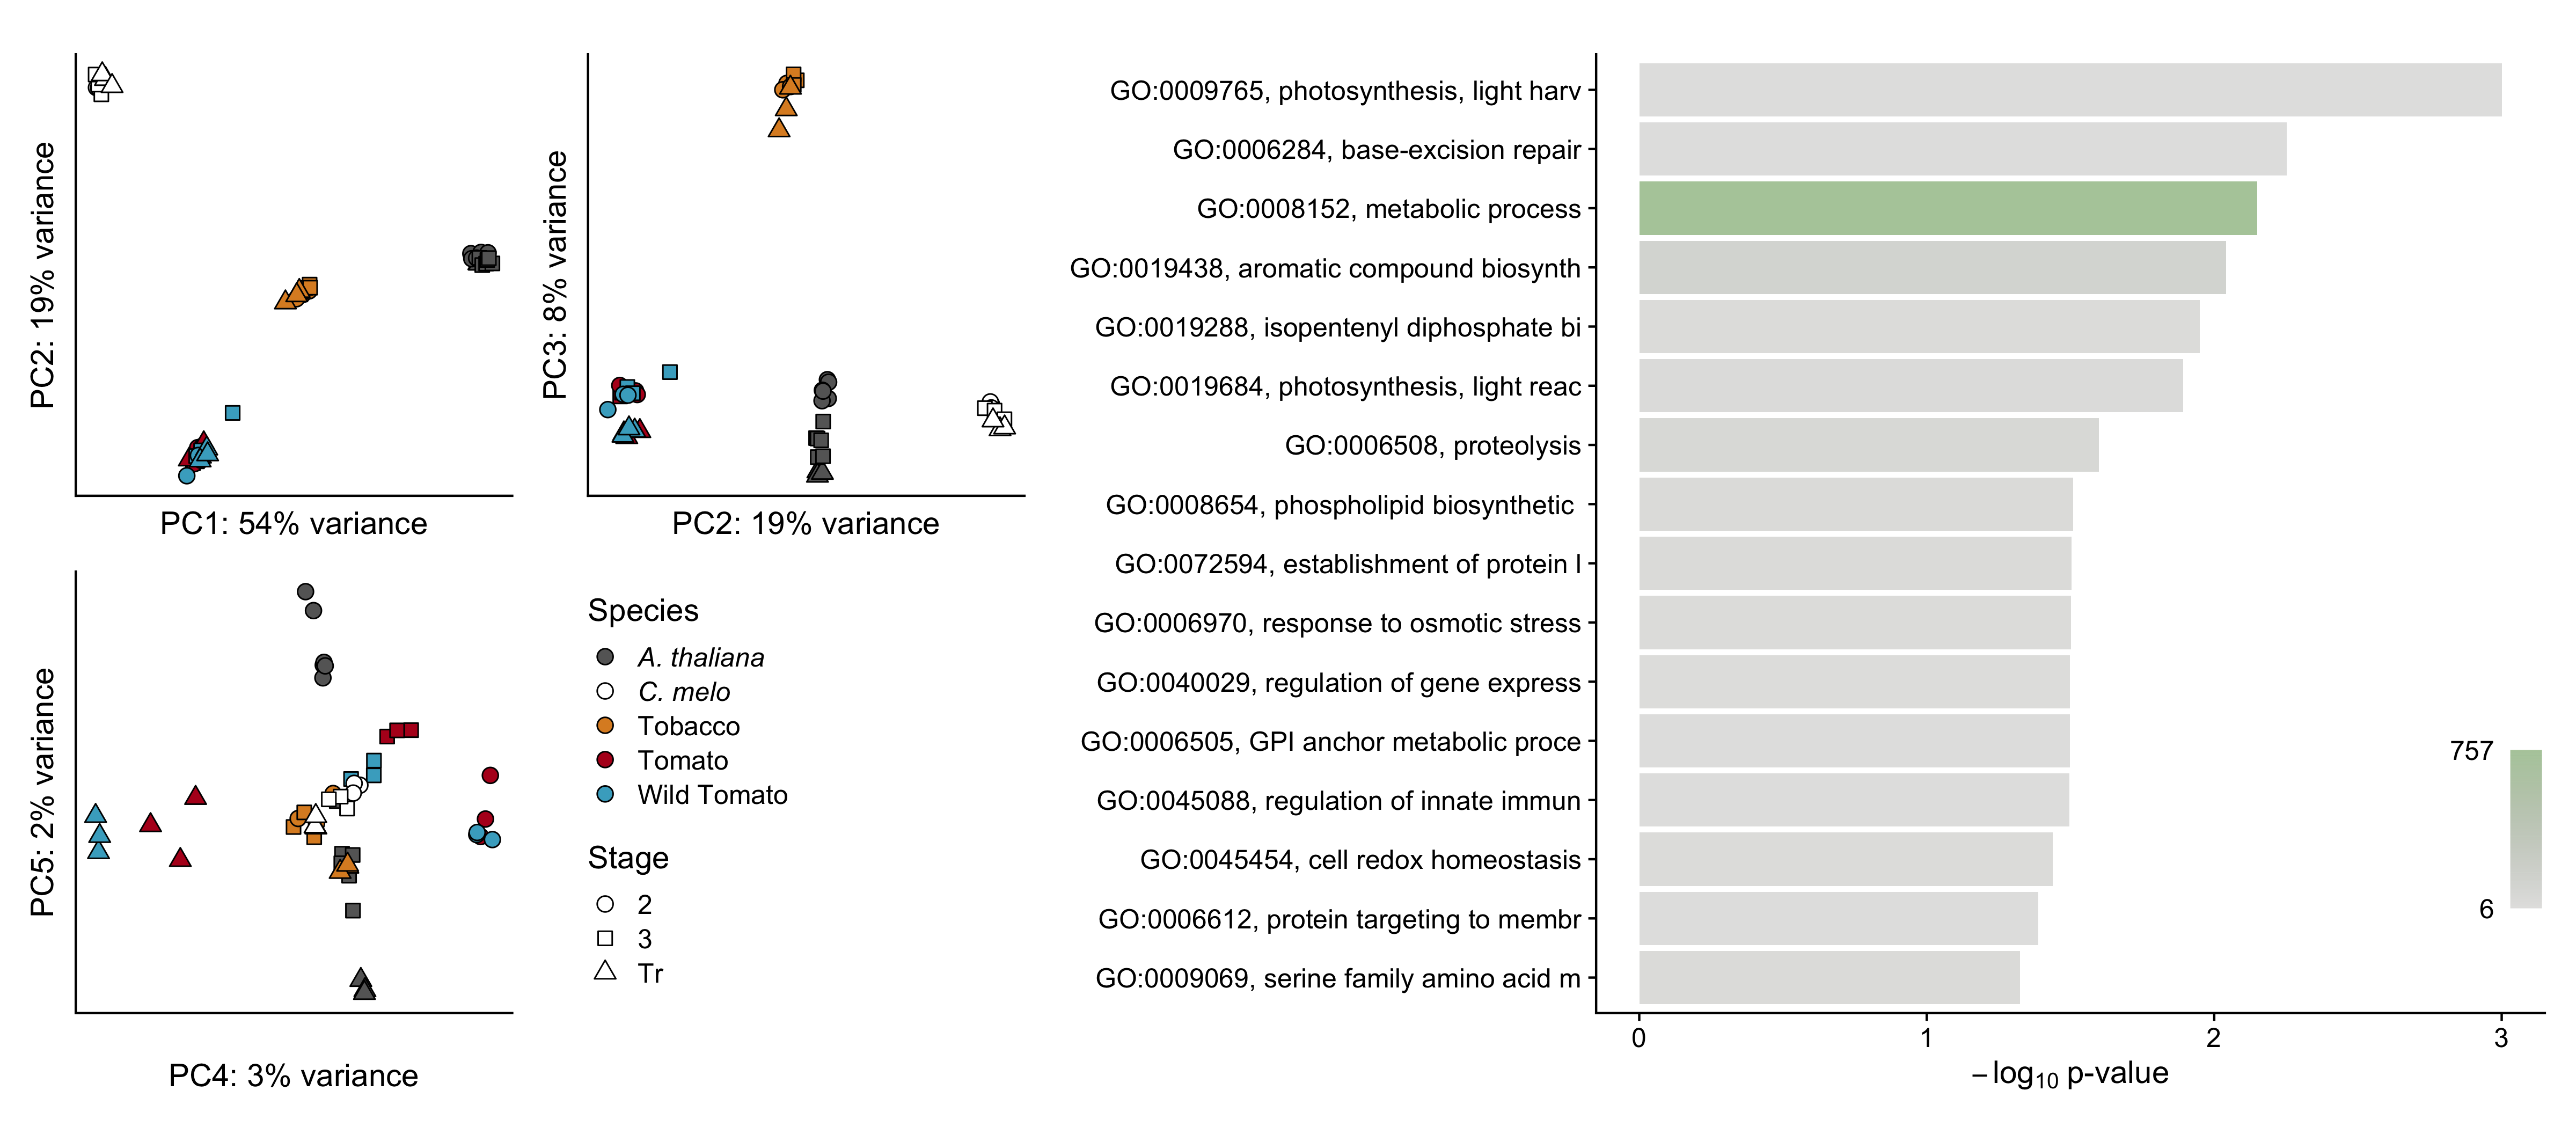 PC2: 19% variance
PC1: 54% variance
PC3: 8% variance
PC2: 19% variance
PC5: 2% variance
PC4: 3% variance
Species
A. thaliana
C. melo
Tobacco
Tomato
Wild Tomato
Stage
2
3
Tr
GO:0009765, photosynthesis, light harv
GO:0006284, base-excision repair
GO:0008152, metabolic process
GO:0019438, aromatic compound biosynth
GO:0019288, isopentenyl diphosphate bi
GO:0019684, photosynthesis, light reac
GO:0006508, proteolysis
GO:0008654, phospholipid biosynthetic
GO:0072594, establishment of protein l
GO:0006970, response to osmotic stress
GO:0040029, regulation of gene express
GO:0006505, GPI anchor metabolic proce
GO:0045088, regulation of innate immun
GO:0045454, cell redox homeostasis
GO:0006612, protein targeting to membr
GO:0009069, serine family amino acid m
757
6
0 1 2 3
−log₁₀ p-value